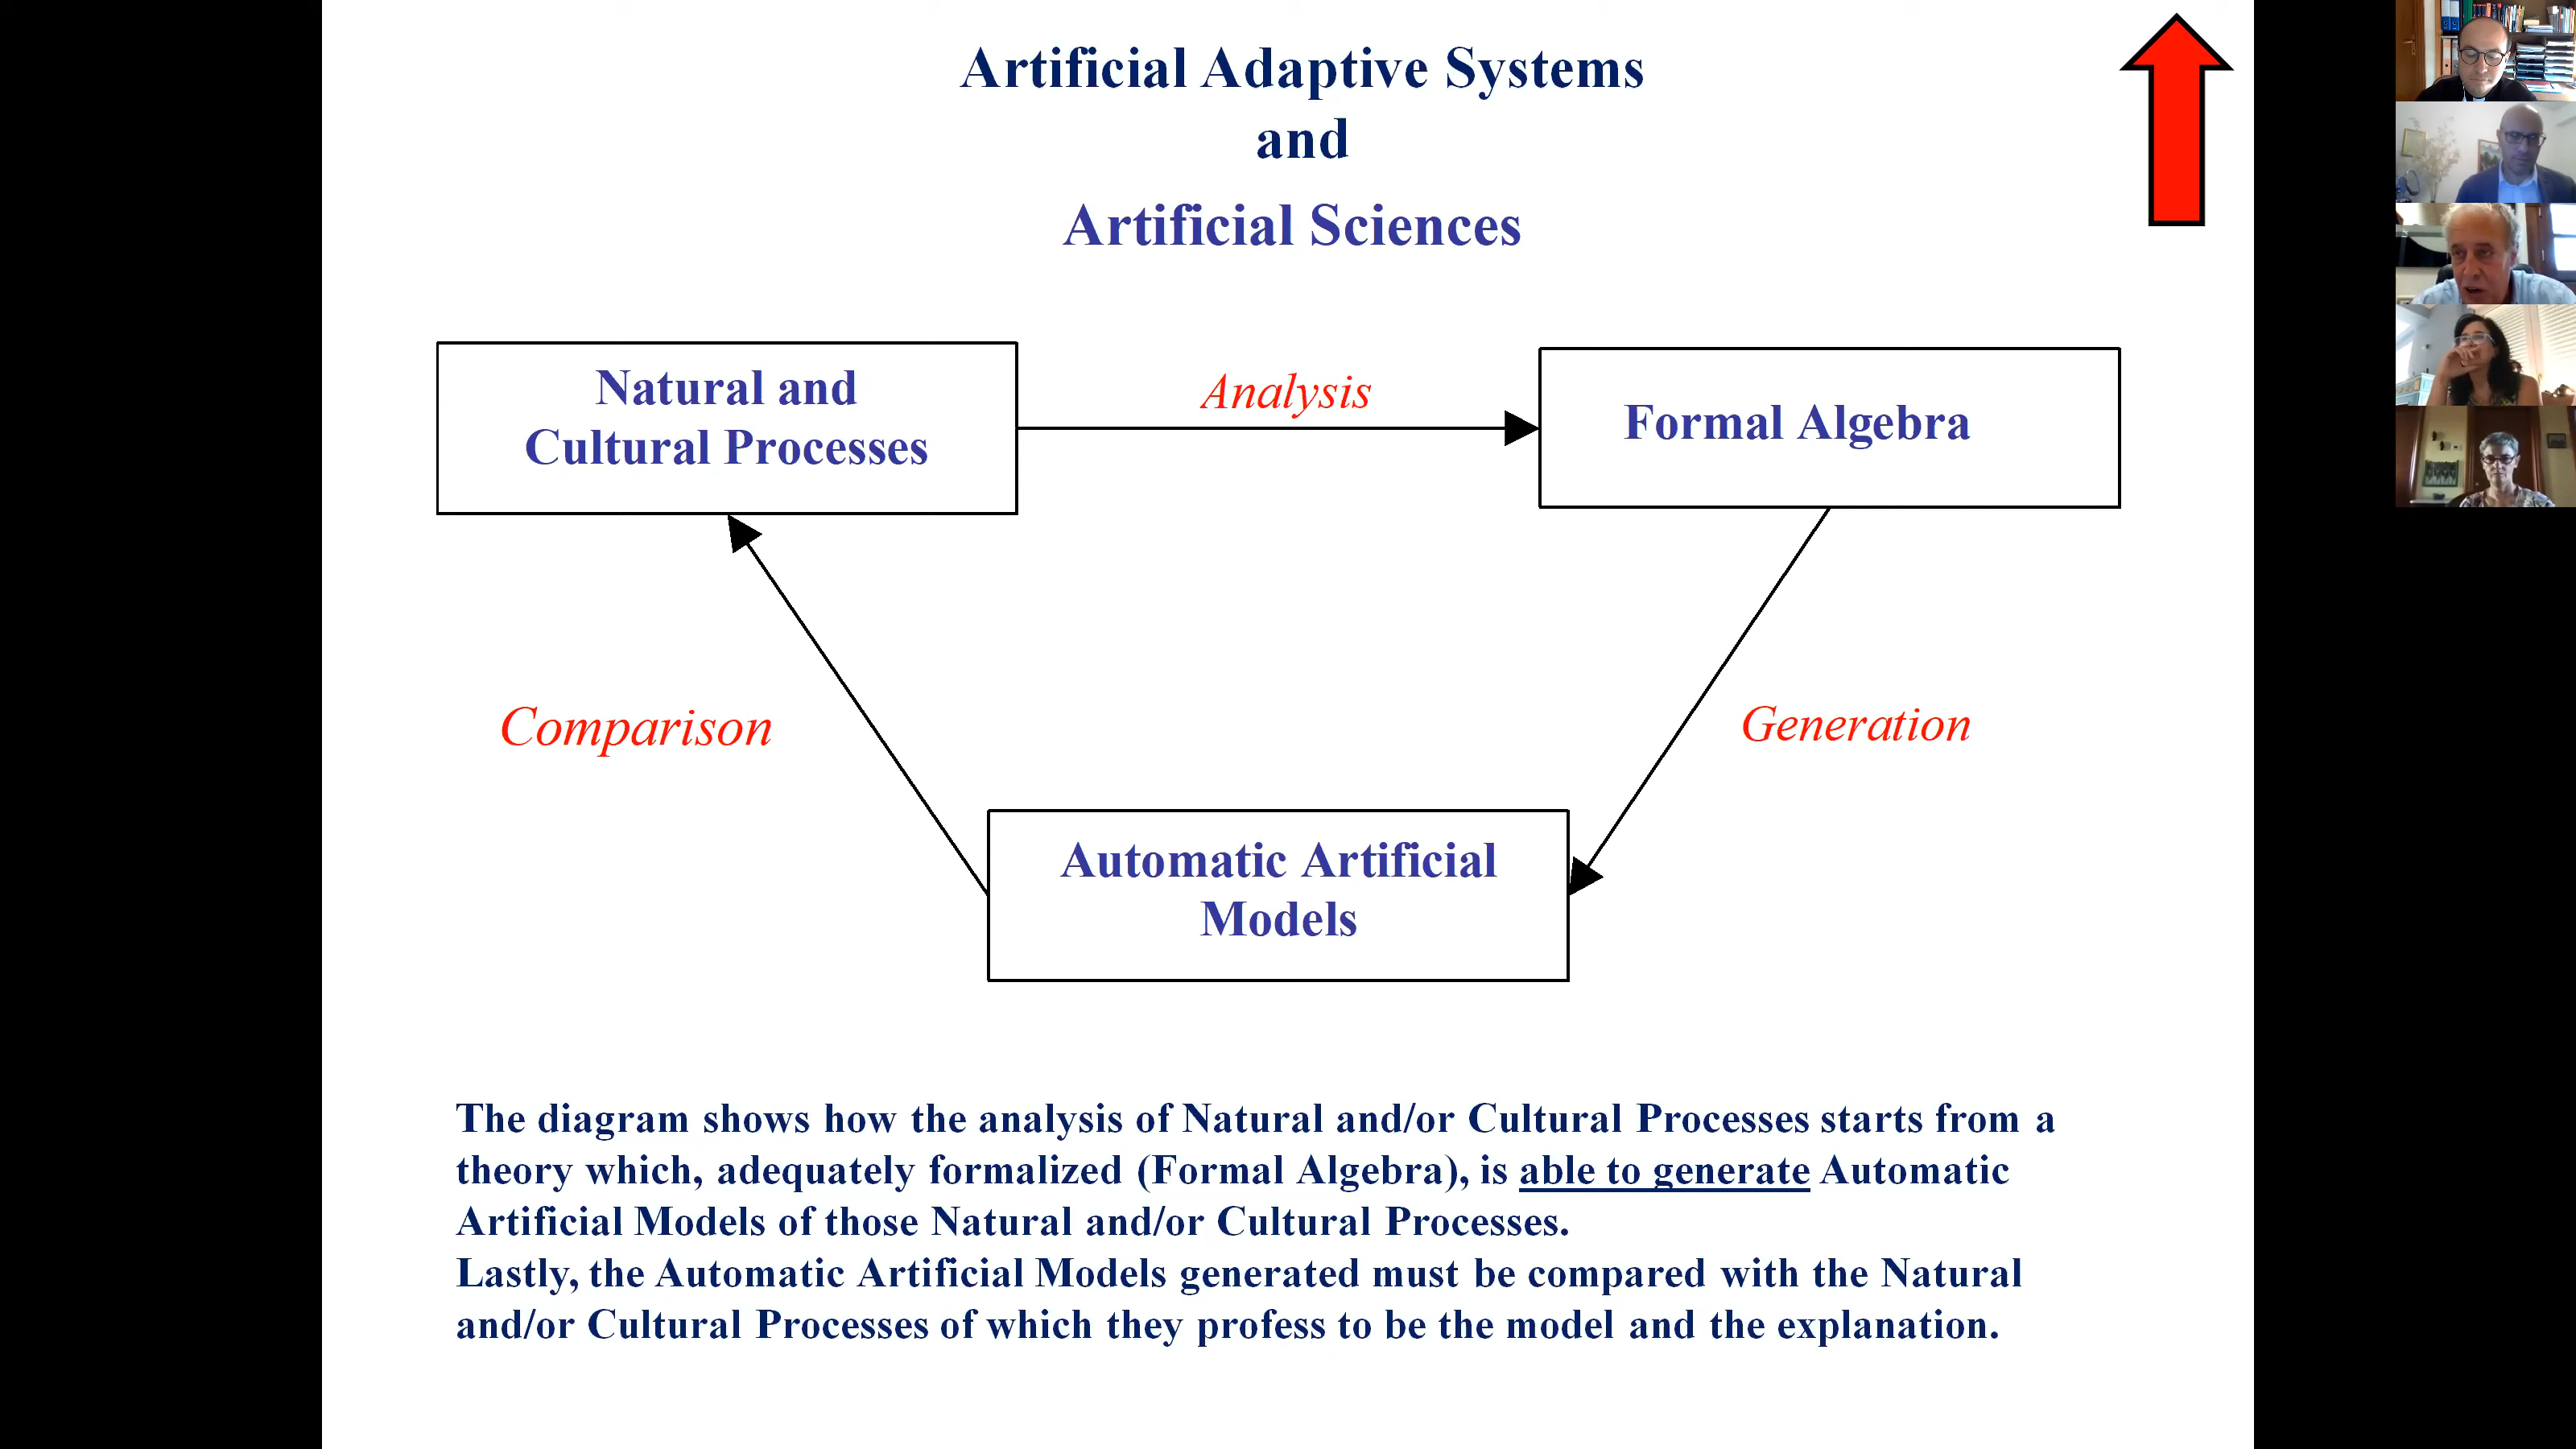 Artificial Adaptive Systems
and
Artificial Sciences
Natural and
Cultural Processes
Analysis
Formal Algebra
Comparison
Generation
Automatic Artificial
Models
The diagram shows how the analysis of Natural and/or Cultural Processes starts from a
theory which, adequately formalized (Formal Algebra), is able to generate Automatic
Artificial Models of those Natural and/or Cultural Processes.
Lastly, the Automatic Artificial Models generated must be compared with the Natural
and/or Cultural Processes of which they profess to be the model and the explanation.